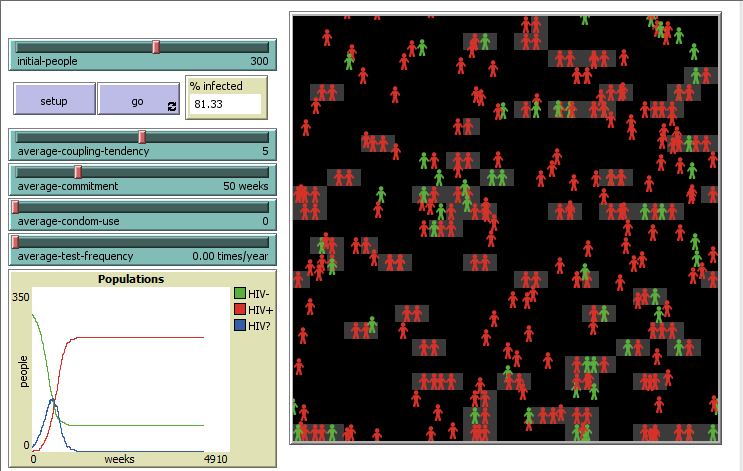 initial-people 300
setup
go
% infected
81.33
average-coupling-tendency 5
average-commitment 50 weeks
average-condom-use 0
average-test-frequency 0.00 times/year
Populations
350
people
0
0 weeks 4910
HIV-
HIV+
HIV?